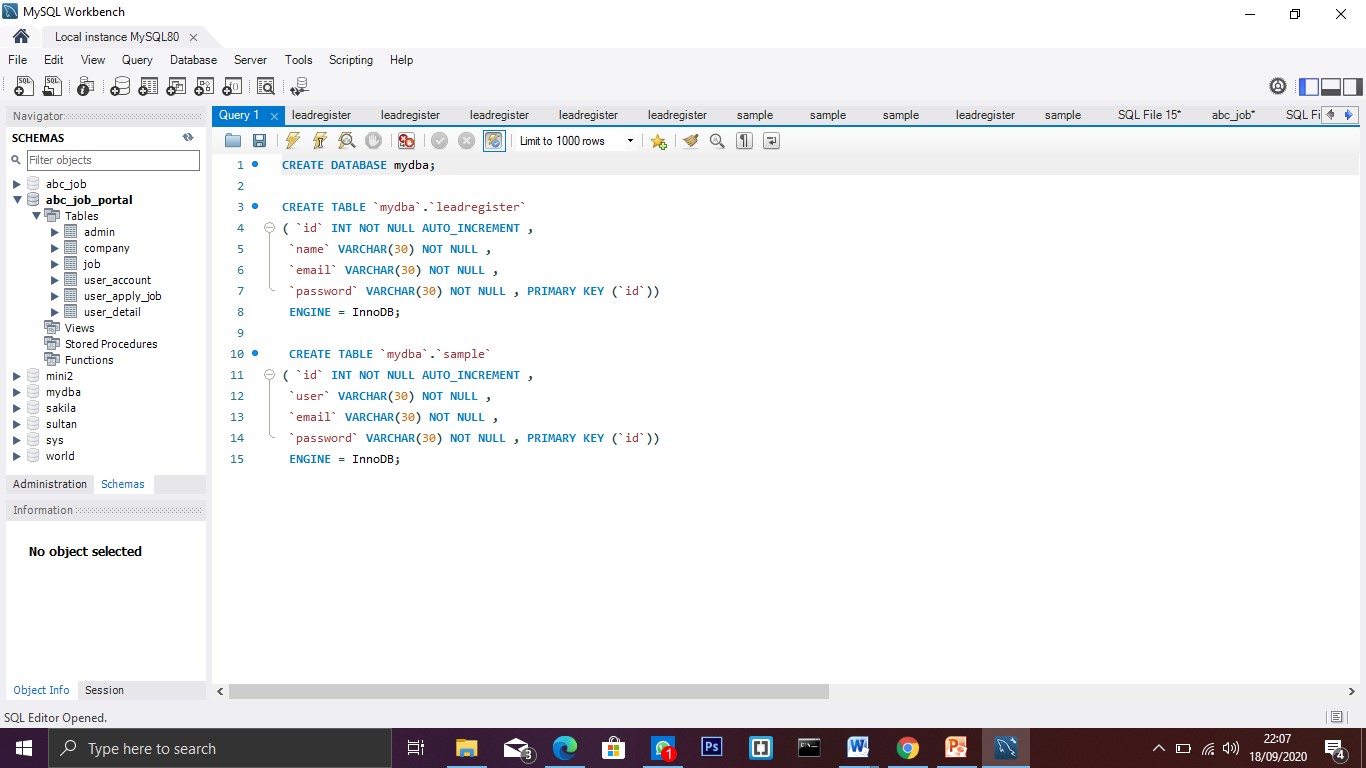 MySQL Workbench
Local instance MySQL80
File Edit View Query Database Server Tools Scripting Help
Navigator
SCHEMAS
Filter objects
abc_job
abc_job_portal
Tables
admin
company
job
user_account
user_apply_job
user_detail
Views
Stored Procedures
Functions
mini2
mydba
sakila
sultan
sys
world
Administration Schemas
Information
No object selected
Object Info Session
Query 1 leadregister leadregister leadregister leadregister leadregister sample sample sample leadregister sample SQL File 15* abc_job* SQL Fi
Limit to 1000 rows
1 CREATE DATABASE mydba;
2
3 CREATE TABLE `mydba`.`leadregister`
4 ( `id` INT NOT NULL AUTO_INCREMENT ,
5 `name` VARCHAR(30) NOT NULL ,
6 `email` VARCHAR(30) NOT NULL ,
7 `password` VARCHAR(30) NOT NULL , PRIMARY KEY (`id`))
8 ENGINE = InnoDB;
9
10 CREATE TABLE `mydba`.`sample`
11 ( `id` INT NOT NULL AUTO_INCREMENT ,
12 `user` VARCHAR(30) NOT NULL ,
13 `email` VARCHAR(30) NOT NULL ,
14 `password` VARCHAR(30) NOT NULL , PRIMARY KEY (`id`))
15 ENGINE = InnoDB;
SQL Editor Opened.
Type here to search
3
1
Ps
22:07
18/09/2020
4